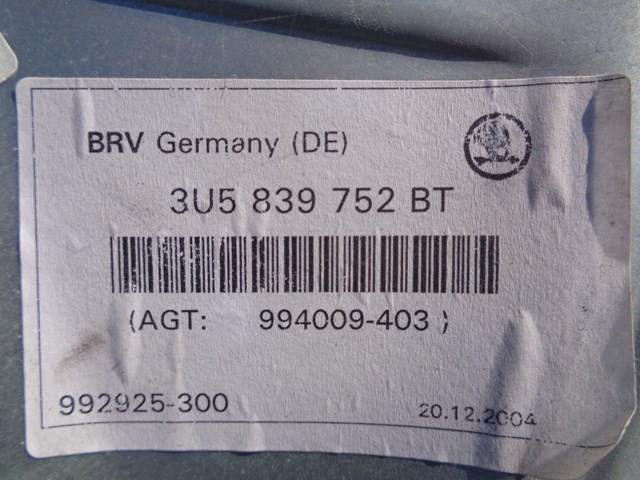 BRV Germany (DE)
3U5 839 752 BT
(AGT: 994009-403)
992925-300
20.12.2004